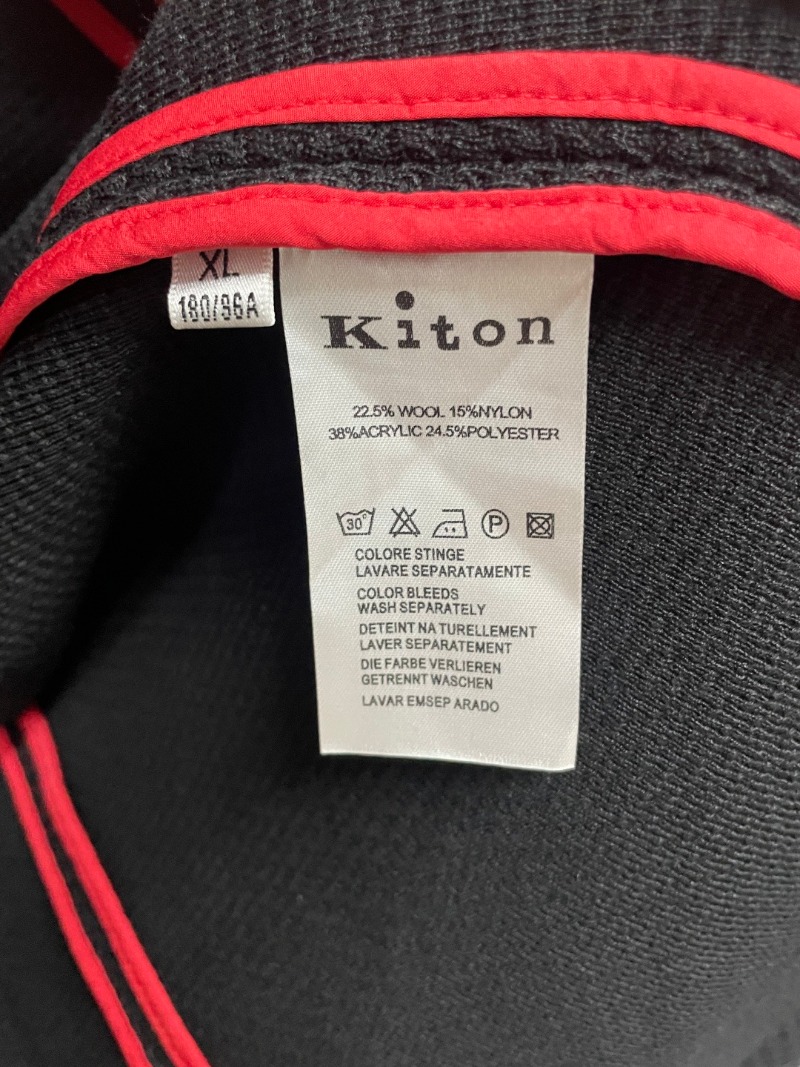 XL
180/96A
Kiton
22.5% WOOL 15%NYLON
38%ACRYLIC 24.5%POLYESTER
30°
P
COLORE STINGE
LAVARE SEPARATAMENTE
COLOR BLEEDS
WASH SEPARATELY
DETEINT NA TURELLEMENT
LAVER SEPARATEMENT
DIE FARBE VERLIEREN
GETRENNT WASCHEN
LAVAR EMSEP ARADO